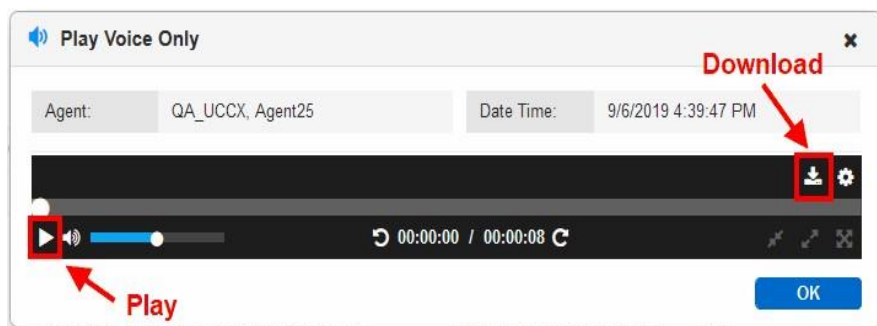 Play Voice Only
Download
Agent: QA_UCCX, Agent25 Date Time: 9/6/2019 4:39:47 PM
00:00:00 / 00:00:08
Play
OK